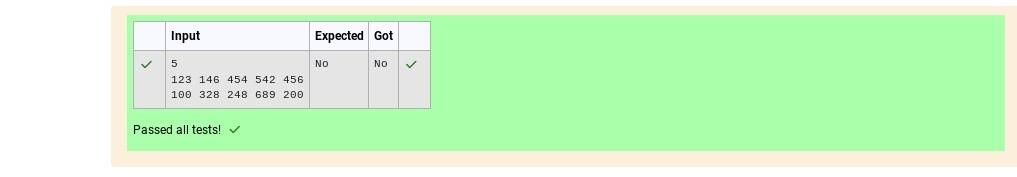 Input Expected Got
5 No No
123 146 454 542 456
100 328 248 689 200
Passed all tests!